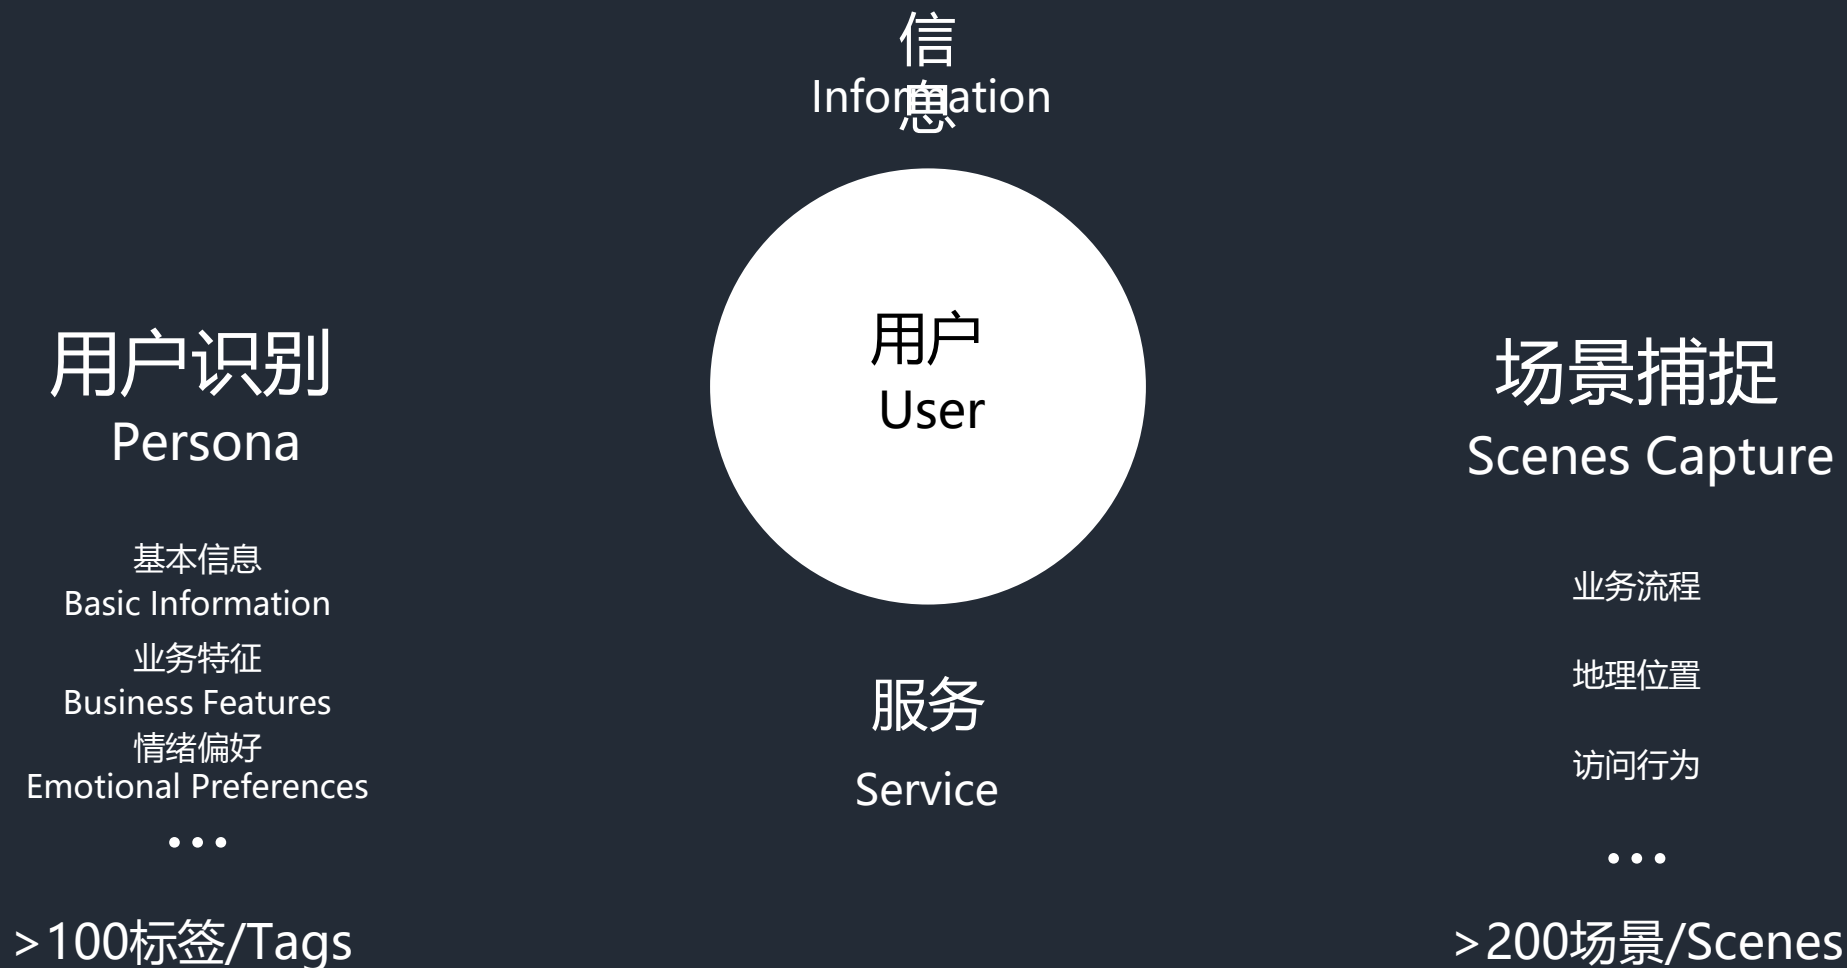 信
息
Information
用户识别
Persona
基本信息
Basic Information
业务特征
Business Features
情绪偏好
Emotional Preferences
...
>100标签/Tags
用户
User
服务
Service
场景捕捉
Scenes Capture
业务流程
地理位置
访问行为
...
>200场景/Scenes